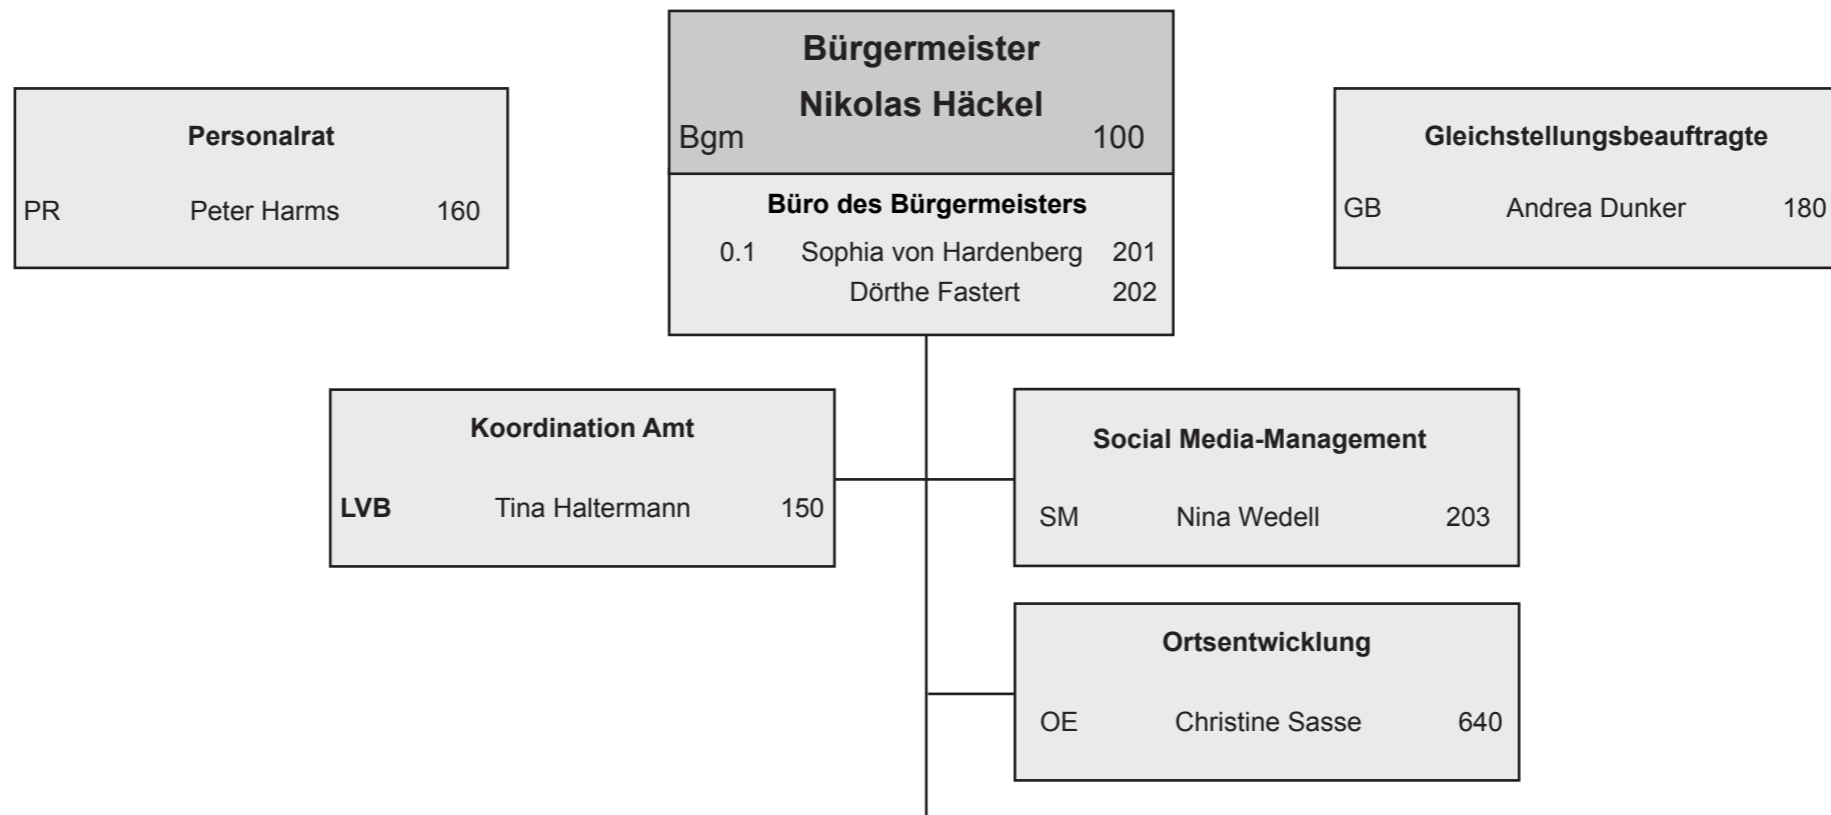 Bürgermeister
Nikolas Häckel
Bgm 100
Personalrat
PR Peter Harms 160
Gleichstellungsbeauftragte
GB Andrea Dunker 180
Büro des Bürgermeisters
0.1 Sophia von Hardenberg 201
Dörthe Fastert 202
Koordination Amt
LVB Tina Haltermann 150
Social Media-Management
SM Nina Wedell 203
Ortsentwicklung
OE Christine Sasse 640